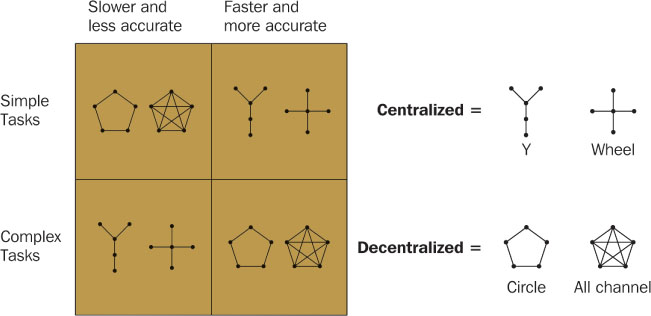 Slower and
less accurate
Faster and
more accurate
Simple
Tasks
Centralized =
Y
Wheel
Complex
Tasks
Decentralized =
Circle
All channel